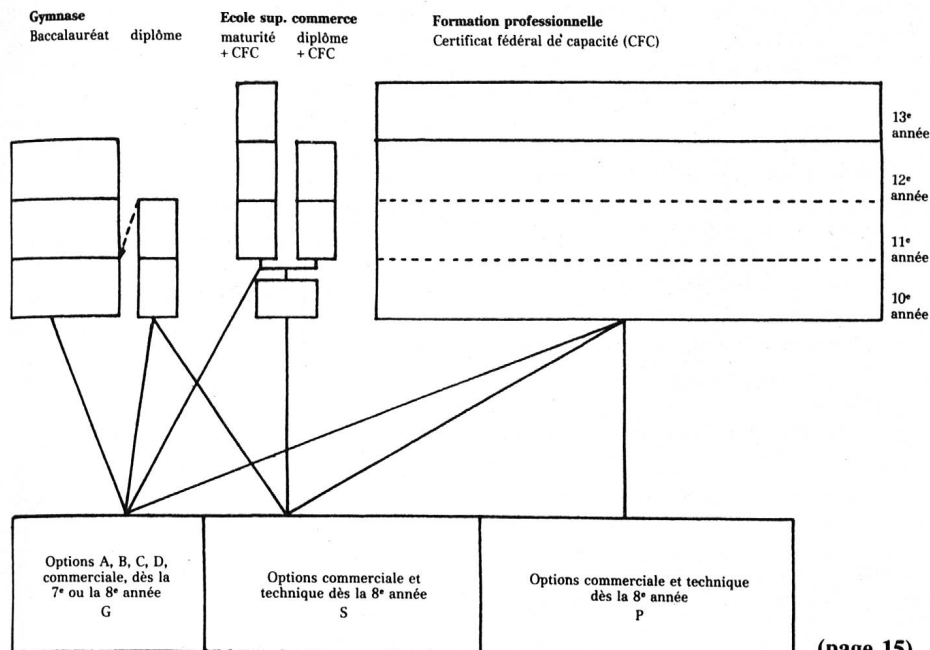 Gymnase
Baccalauréat diplôme
Ecole sup. commerce
maturité diplôme
+ CFC + CFC
Formation professionnelle
Certificat fédéral de capacité (CFC)
13e
année
12e
année
11e
année
10e
année
Options A, B, C, D,
commerciale, dès la
7e ou la 8e année
G
Options commerciale et
technique dès la 8e année
S
Options commerciale et technique
dès la 8e année
P
(page 15)